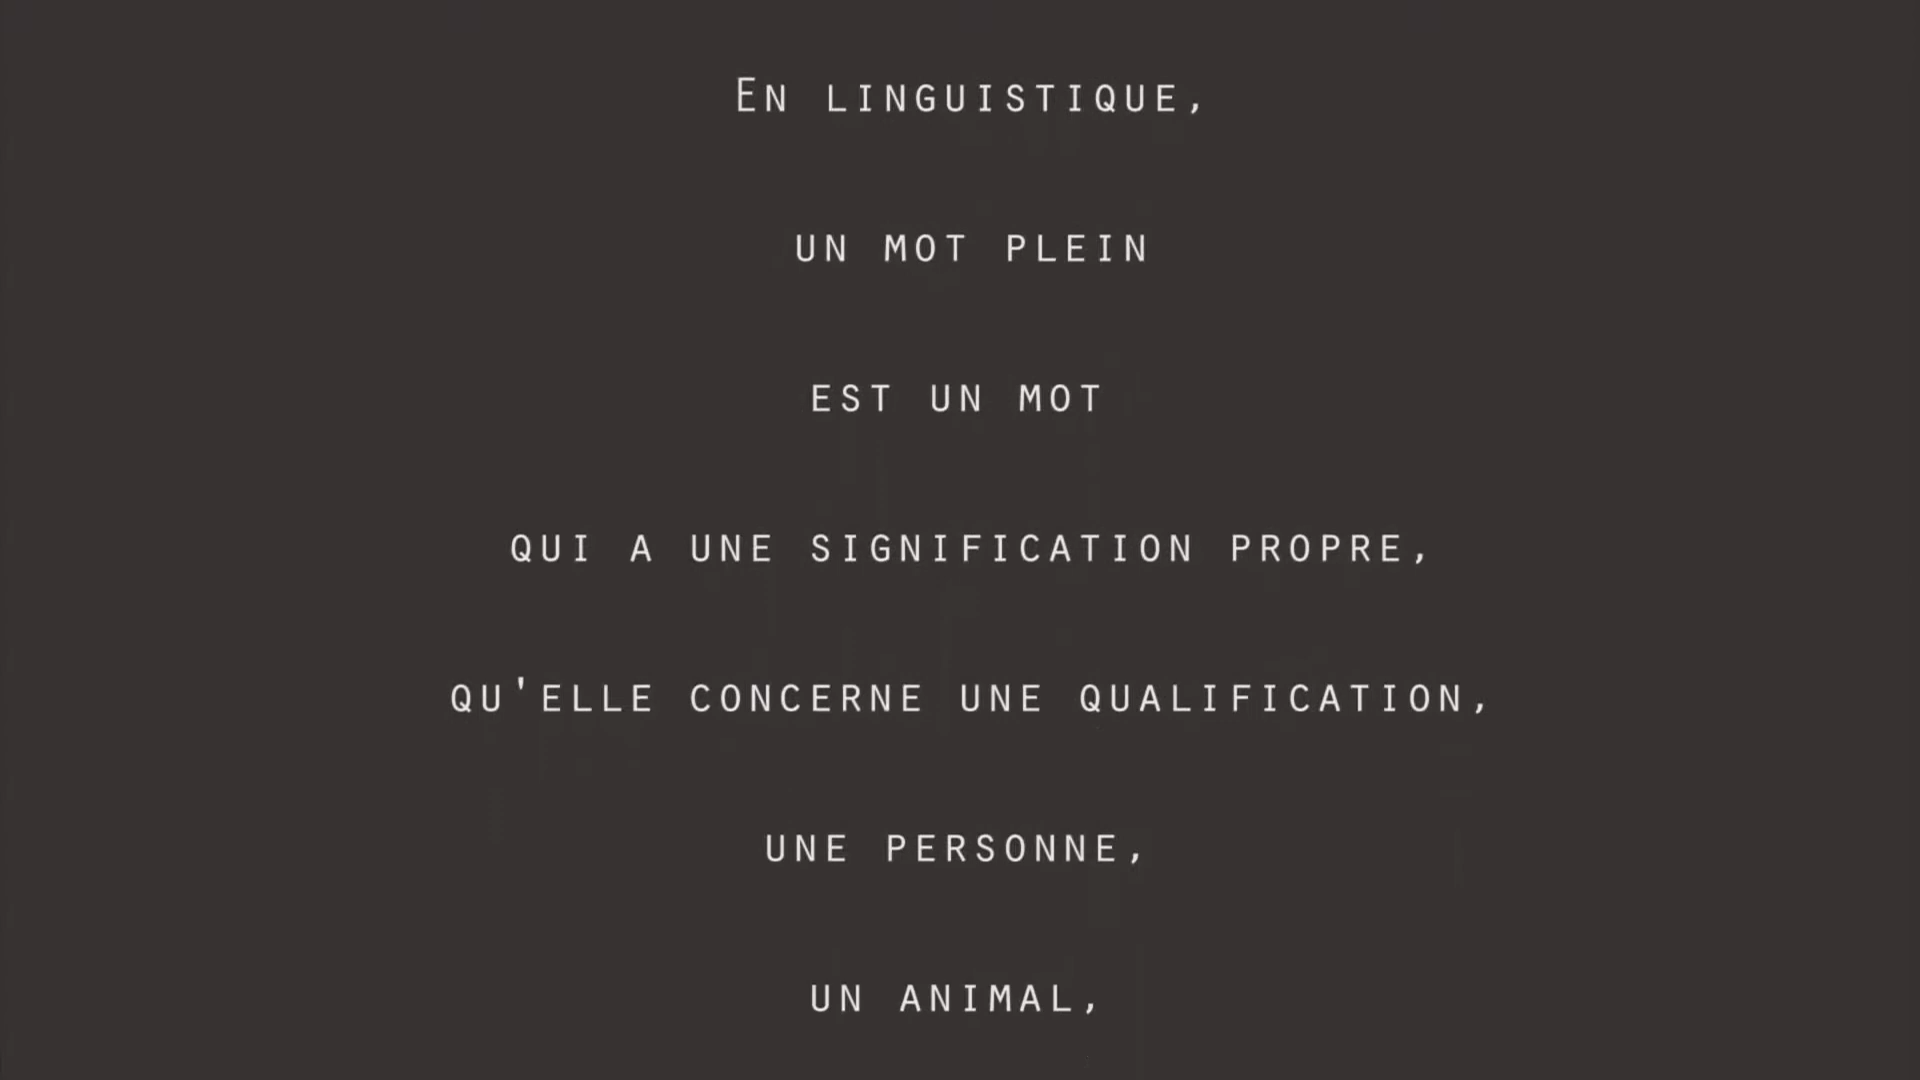 En linguistique,
un mot plein
est un mot
qui a une signification propre,
qu'elle concerne une qualification,
une personne,
un animal,